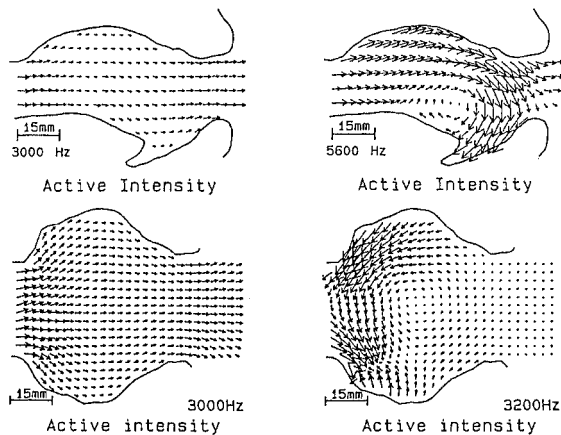 15mm
3000 Hz
Active Intensity
15mm
5600 Hz
Active Intensity
15mm
3000Hz
Active intensity
15mm
3200Hz
Active intensity